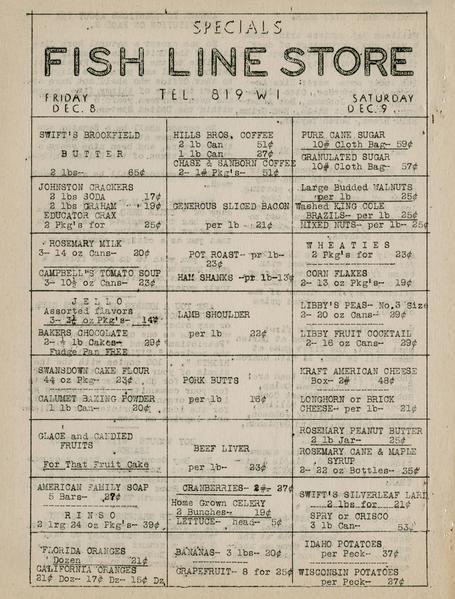 SPECIALS
FISH LINE STORE
FRIDAY
DEC. 8
TEL. 819 W 1
SATURDAY
DEC. 9
SWIFT'S BROOKFIELD
BUTTER
2 lbs-- 65¢
HILLS BROS. COFFEE
2 lb Can 51¢
1 lb Can 27¢
CHASE & SANBORN COFFEE
2- 1# Pkg's- 51¢
PURE CANE SUGAR
10# Cloth Bag- 59¢
GRANULATED SUGAR
10# Cloth Bag- 57¢
JOHNSTON CRACKERS
2 lbs SODA 17¢
2 lbs GRAHAM 19¢
EDUCATOR CRAX
2 Pkg's for 25¢
GENEROUS SLICED BACON
per lb - 21¢
Large Budded WALNUTS
per lb 25¢
Washed KING COLE
BRAZILS- per lb 25¢
MIXED NUTS- per lb- 25¢
ROSEMARY MILK
3- 14 oz Cans- 20¢
CAMPBELL"S TOMATO SOUP
3- 10½ oz Cans- 23¢
POT ROAST- pr lb-
23¢
HAM SHANKS -pr lb-13¢
WHEATIES
2 Pkg's for 23¢
CORN FLAKES
2- 13 oz Pkg's- 19¢
JELLO
Assorted flavors
3- 3¼ oz Pkg's- 14¢
BAKERS CHOCOLATE
2- ½ lb Cakes- 29¢
Fudge Pan FREE
LAMB SHOULDER
per lb 22¢
LIBBY'S PEAS- No.3 Size
2- 20 oz Cans- 29¢
LIBBY FRUIT COCKTAIL
2- 16 oz Cans- 29¢
SWANSDOWN CAKE FLOUR
44 oz Pkg- 23¢
CALUMET BAKING POWDER
1 lb Can- 20¢
PORK BUTTS
per lb 16¢
KRAFT AMERICAN CHEESE
Box- 2# 48¢
LONGHORN or BRICK
CHEESE- per lb- 21¢
GLACE and CANDIED
FRUITS
For That Fruit Cake
BEEF LIVER
per lb- 23¢
ROSEMARY PEANUT BUTTER
2 lb Jar- 25¢
ROSEMARY CANE & MAPLE
SYRUP
2- 22 oz Bottles- 35¢
AMERICAN FAMILY SOAP
5 Bars- 27¢
RINSO
2 lrg 24 oz Pkg's- 39¢
CRANBERRIES- 2#- 27¢
Home Grown CELERY
2 Bunches- 19¢
LETTUCE- head- 5¢
SWIFT'S SILVERLEAF LARD
2 lbs for 21¢
SPRY or CRISCO
3 lb Can- 53
FLORIDA ORANGES
Dozen 21¢
CALIFORNIA ORANGES
21¢ Doz- 17¢ Dz- 15¢ Dz
BANANAS- 3 lbs- 20¢
GRAPEFRUIT- 8 for 25¢
IDAHO POTATOES
per Peck- 37¢
WISCONSIN POTATOES
per Peck- 27¢